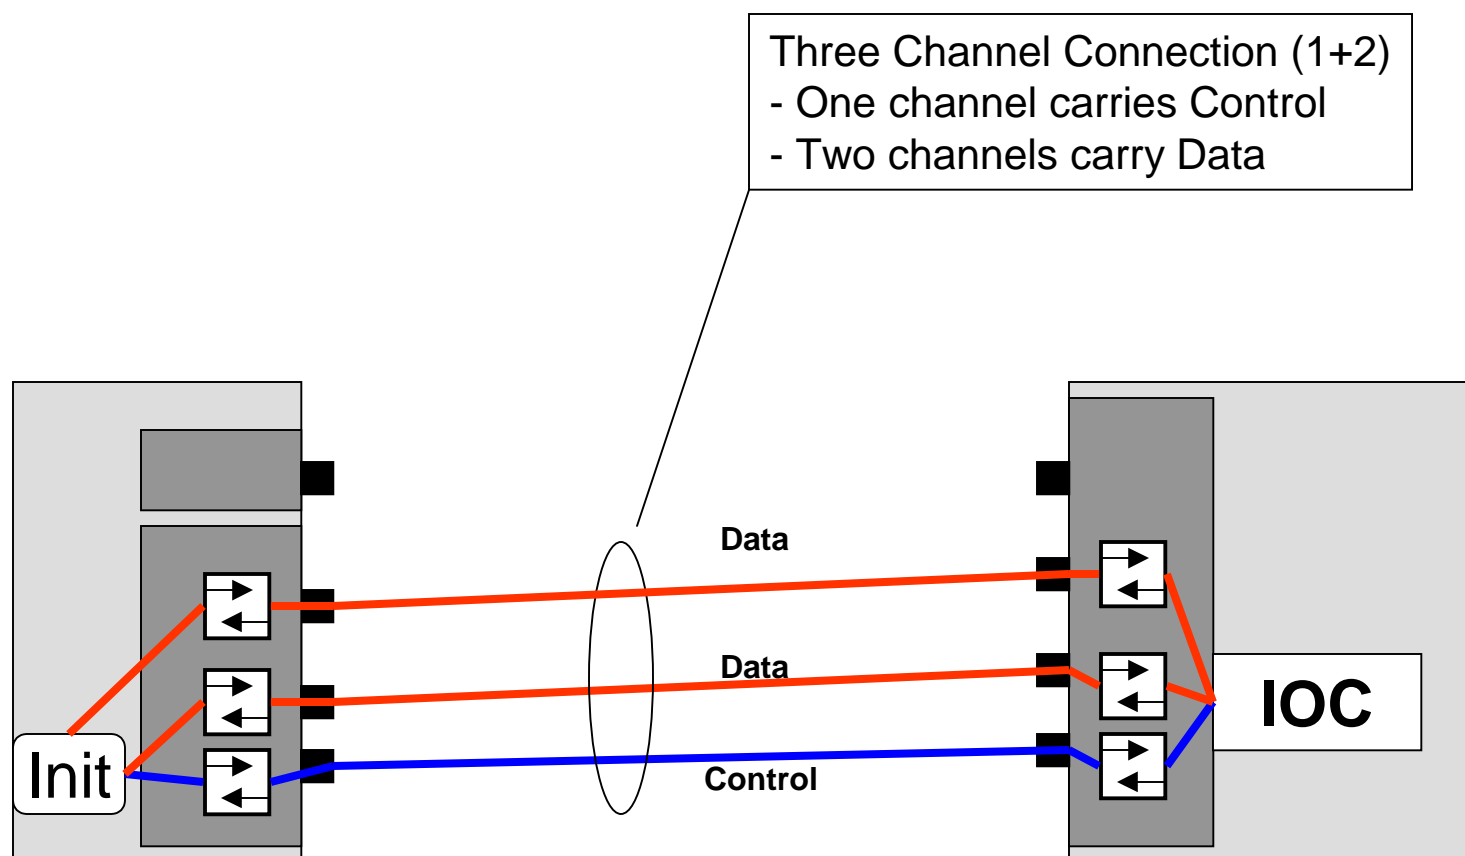 Three Channel Connection (1+2)
- One channel carries Control
- Two channels carry Data
Data
Data
Control
Init
IOC